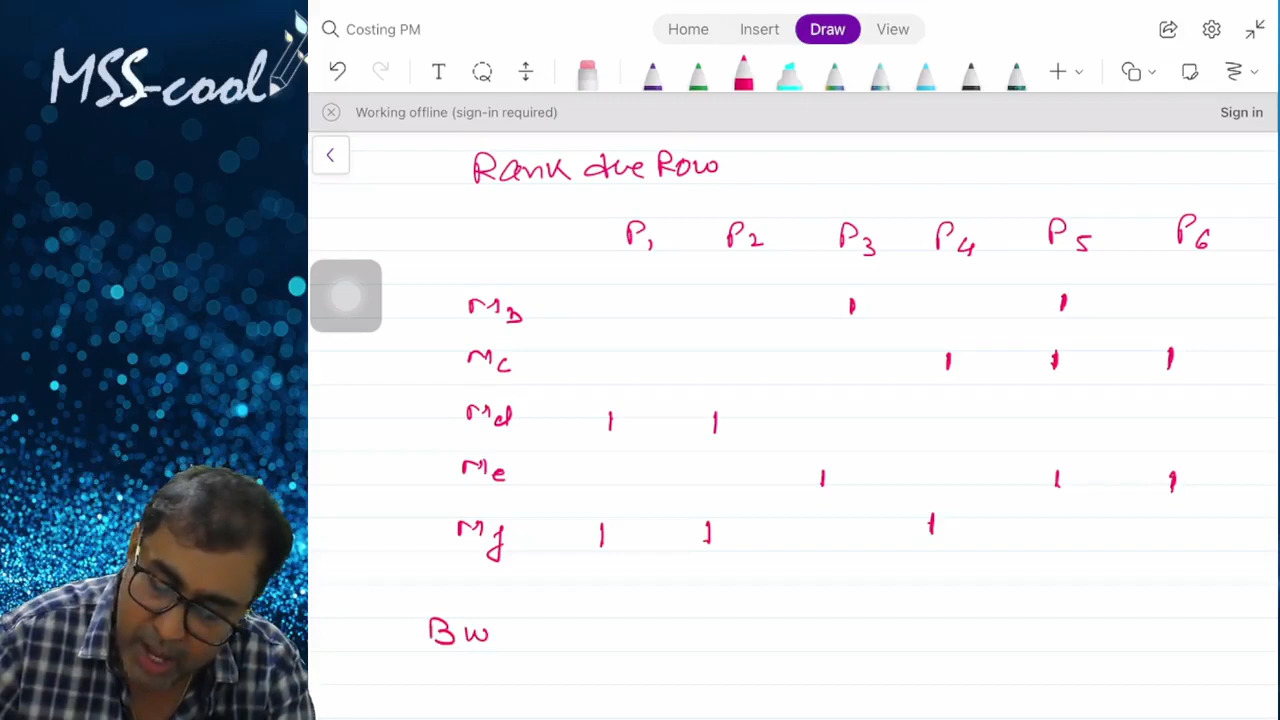 MSS-cool
Costing PM
Home Insert Draw View
Working offline (sign-in required)
Sign in
Rank the Row
P1 P2 P3 P4 P5 P6
MB 1 1
Mc 1 1 1
Md 1 1
Me 1 1 1
Mf 1 1 1
BW